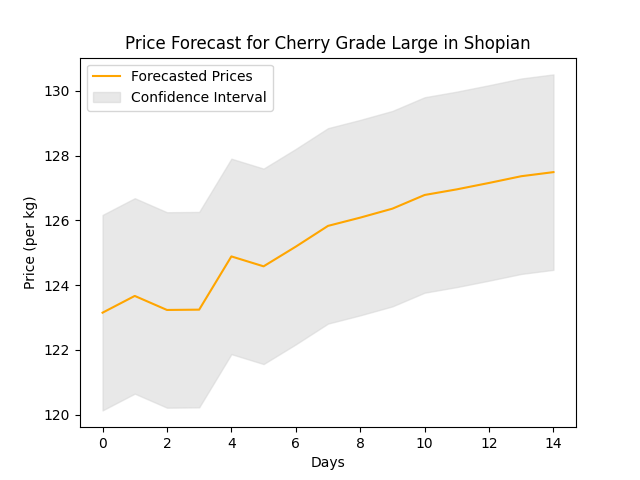 Price Forecast for Cherry Grade Large in Shopian
Forecasted Prices
Confidence Interval
Price (per kg)
130
128
126
124
122
120
0 2 4 6 8 10 12 14
Days